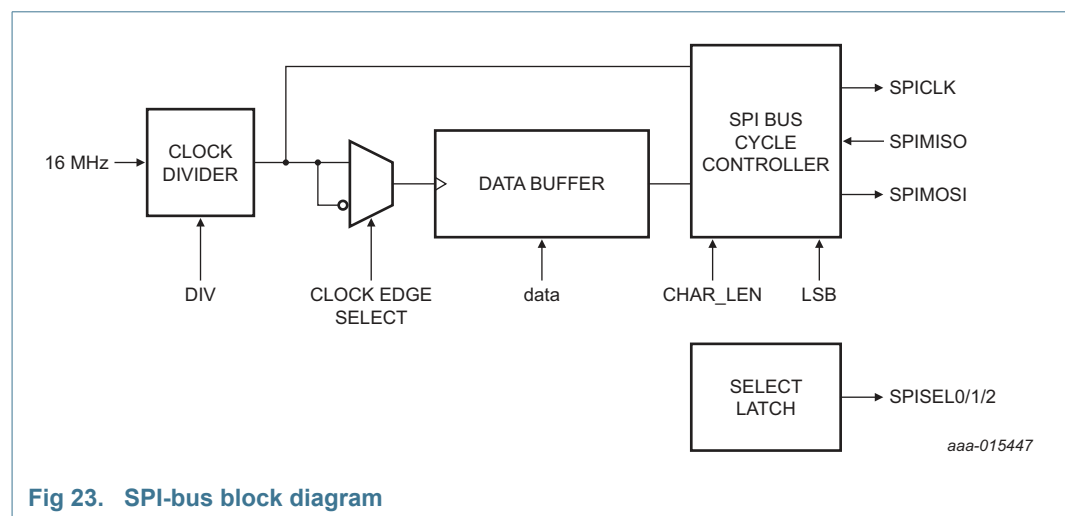 16 MHz
CLOCK
DIVIDER
DIV
CLOCK EDGE
SELECT
DATA BUFFER
data
SPI BUS
CYCLE
CONTROLLER
CHAR_LEN
LSB
SPICLK
SPIMISO
SPIMOSI
SELECT
LATCH
SPISEL0/1/2
aaa-015447
Fig 23. SPI-bus block diagram